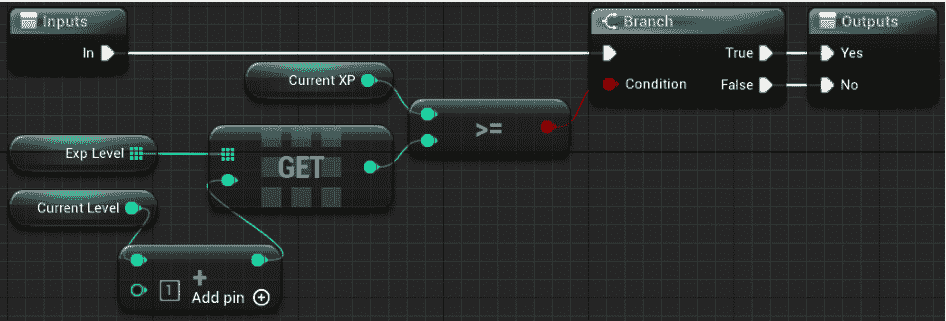 Inputs
In
Branch
True
Condition
False
Outputs
Yes
No
Current XP
>=
Exp Level
GET
Current Level
1
+
Add pin